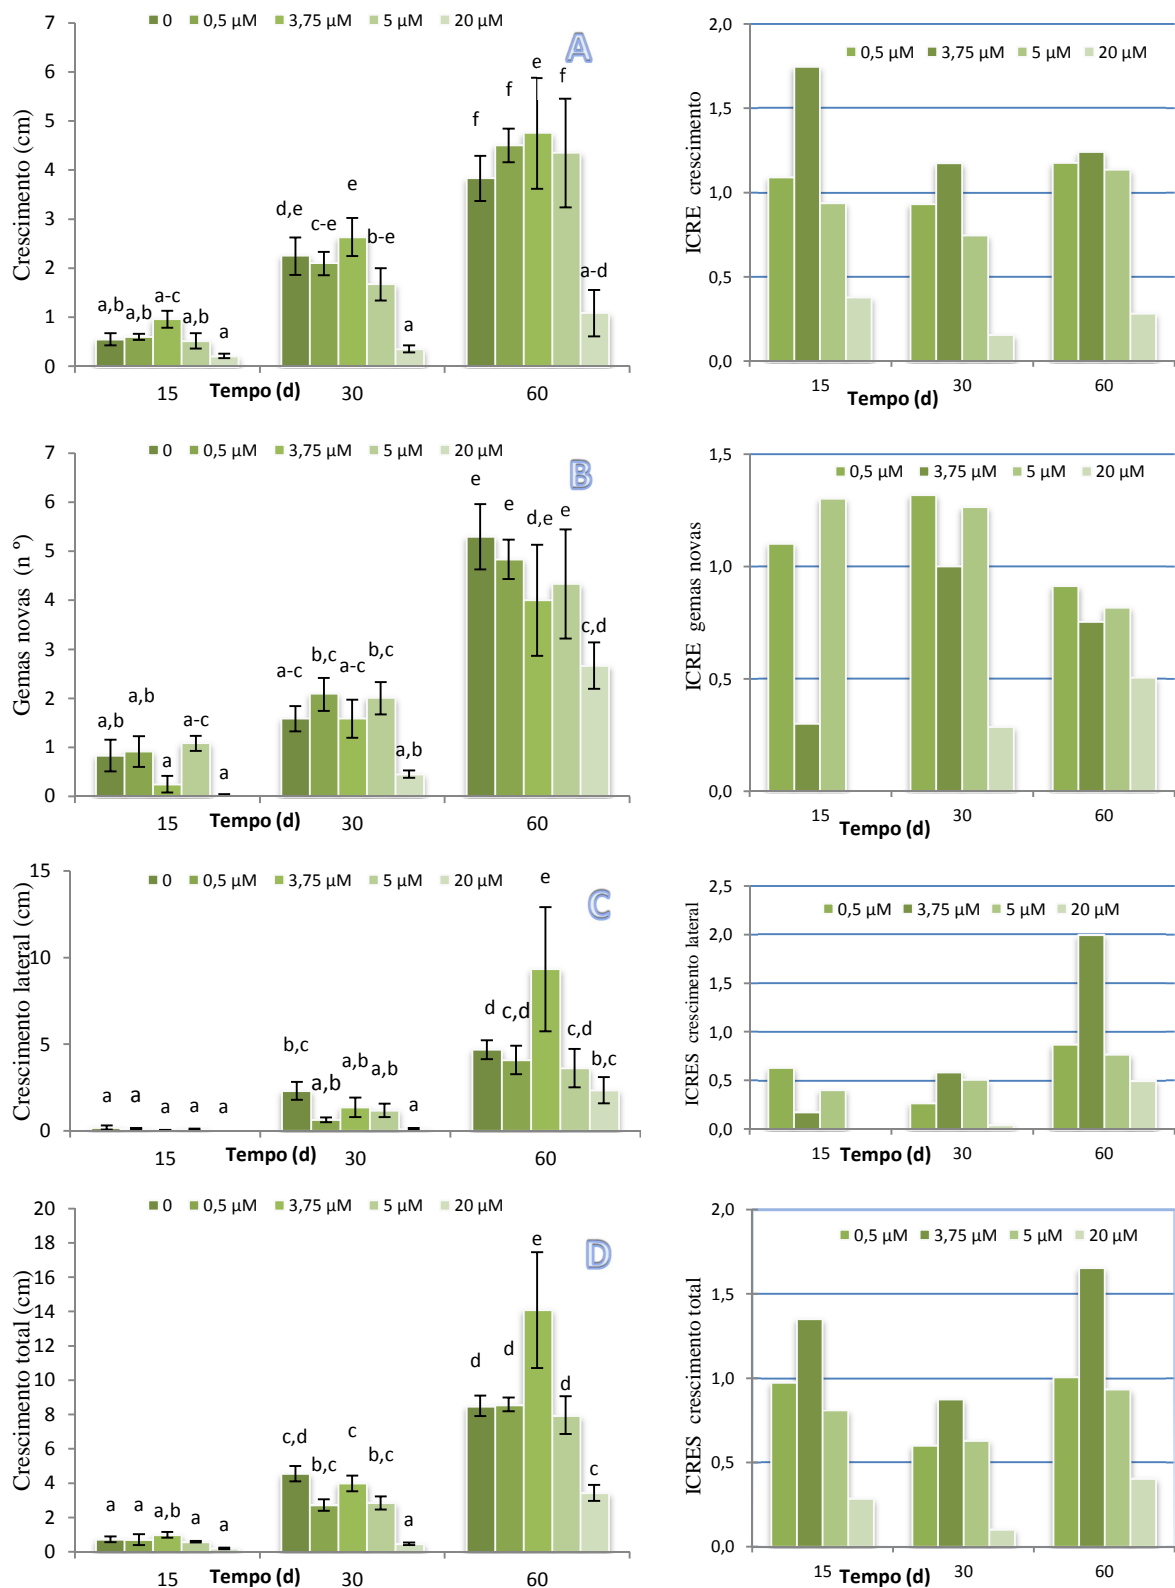 0 0,5 µM 3,75 µM 5 µM 20 µM
A
Crescimento (cm)
7
6
5
4
3
2
1
0
a,b a,b a-c a,b a
d,e c-e e b-e a
f f e f a-d
15 30 60
Tempo (d)
0,5 µM 3,75 µM 5 µM 20 µM
ICRE crescimento
2,0
1,5
1,0
0,5
0,0
15 30 60
Tempo (d)
0 0,5 µM 3,75 µM 5 µM 20 µM
B
Gemas novas (n º)
7
6
5
4
3
2
1
0
a,b a,b a a-c a
a-c b,c a-c b,c a,b
e e d,e e c,d
15 30 60
Tempo (d)
0,5 µM 3,75 µM 5 µM 20 µM
ICRE gemas novas
1,5
1,0
0,5
0,0
15 30 60
Tempo (d)
0 0,5 µM 3,75 µM 5 µM 20 µM
C
Crescimento lateral (cm)
15
10
5
0
a a a a a
b,c a,b a,b a,b a
d c,d e c,d b,c
15 30 60
Tempo (d)
0,5 µM 3,75 µM 5 µM 20 µM
ICRES crescimento lateral
2,5
2,0
1,5
1,0
0,5
0,0
15 30 60
Tempo (d)
0 0,5 µM 3,75 µM 5 µM 20 µM
D
Crescimento total (cm)
20
18
16
14
12
10
8
6
4
2
0
a a a,b a a
c,d b,c c b,c a
d d e d c
15 30 60
Tempo (d)
0,5 µM 3,75 µM 5 µM 20 µM
ICRES crescimento total
2,0
1,5
1,0
0,5
0,0
15 30 60
Tempo (d)